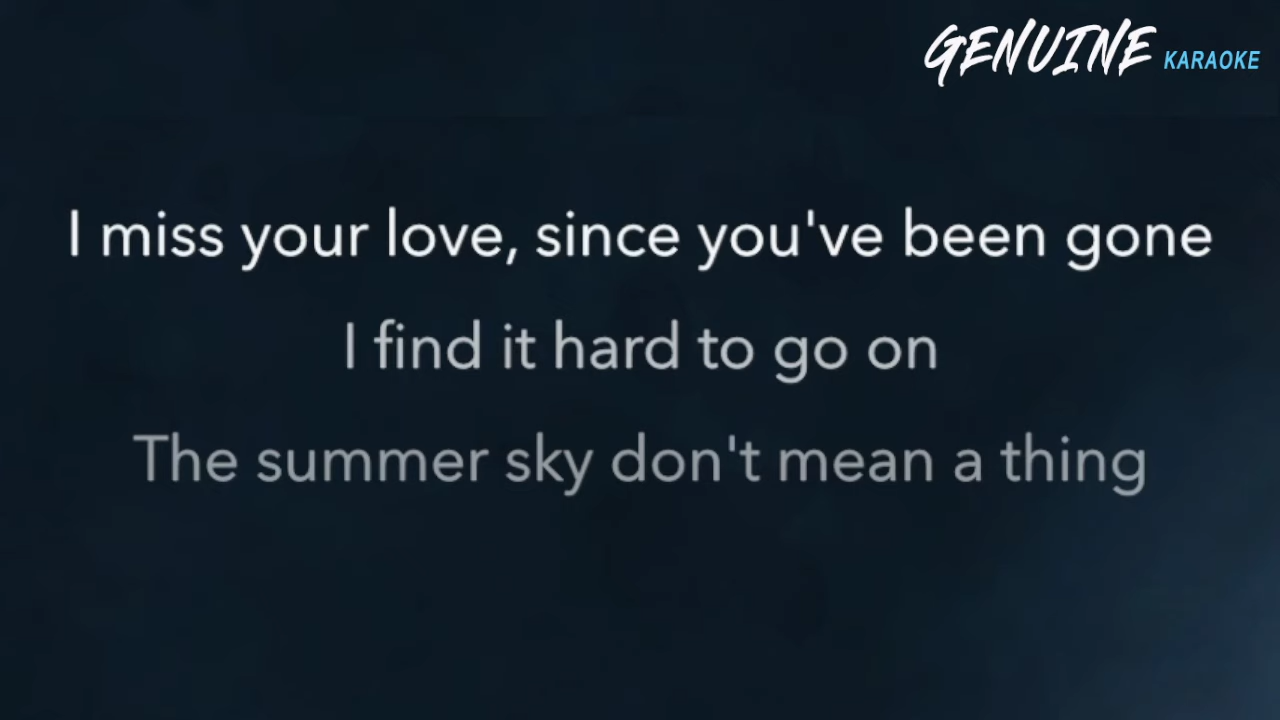 GENUINE KARAOKE
I miss your love, since you've been gone
I find it hard to go on
The summer sky don't mean a thing